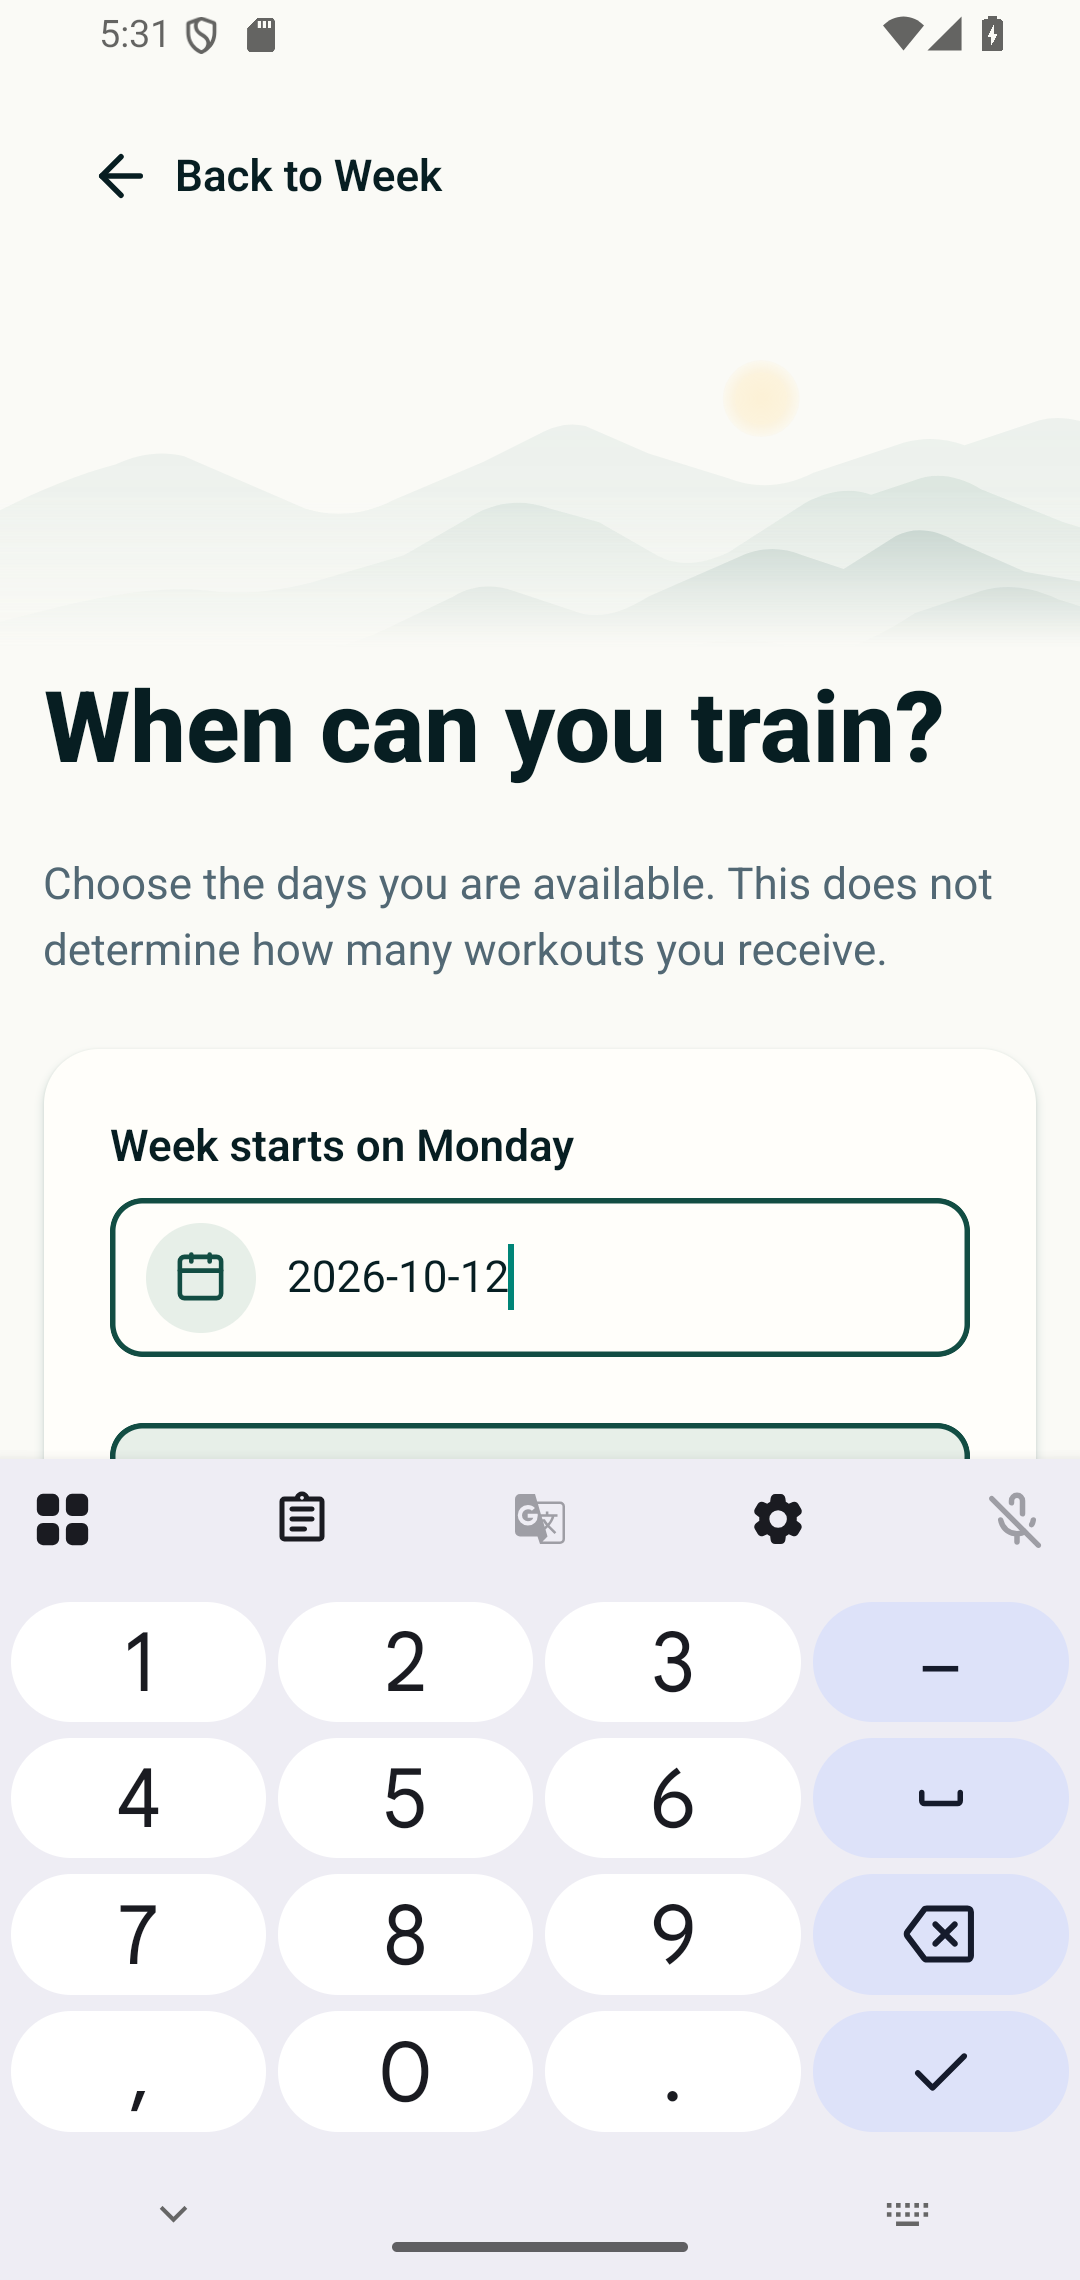 5:31
Back to Week
When can you train?
Choose the days you are available. This does not
determine how many workouts you receive.
Week starts on Monday
2026-10-12
1 2 3 –
4 5 6
7 8 9
, 0 .